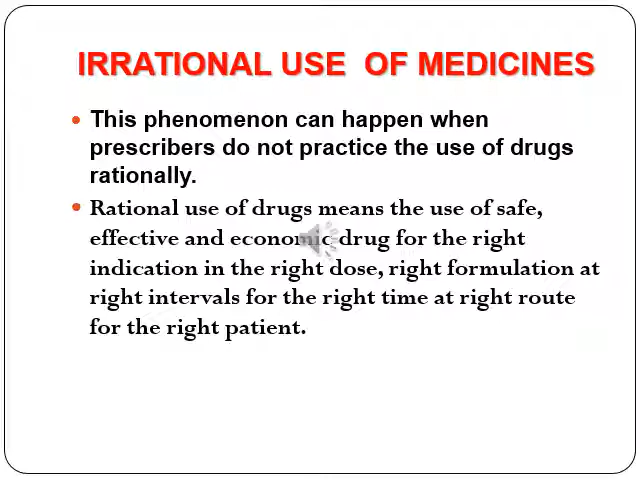 IRRATIONAL USE OF MEDICINES
• This phenomenon can happen when
prescribers do not practice the use of drugs
rationally.
• Rational use of drugs means the use of safe,
effective and economic drug for the right
indication in the right dose, right formulation at
right intervals for the right time at right route
for the right patient.